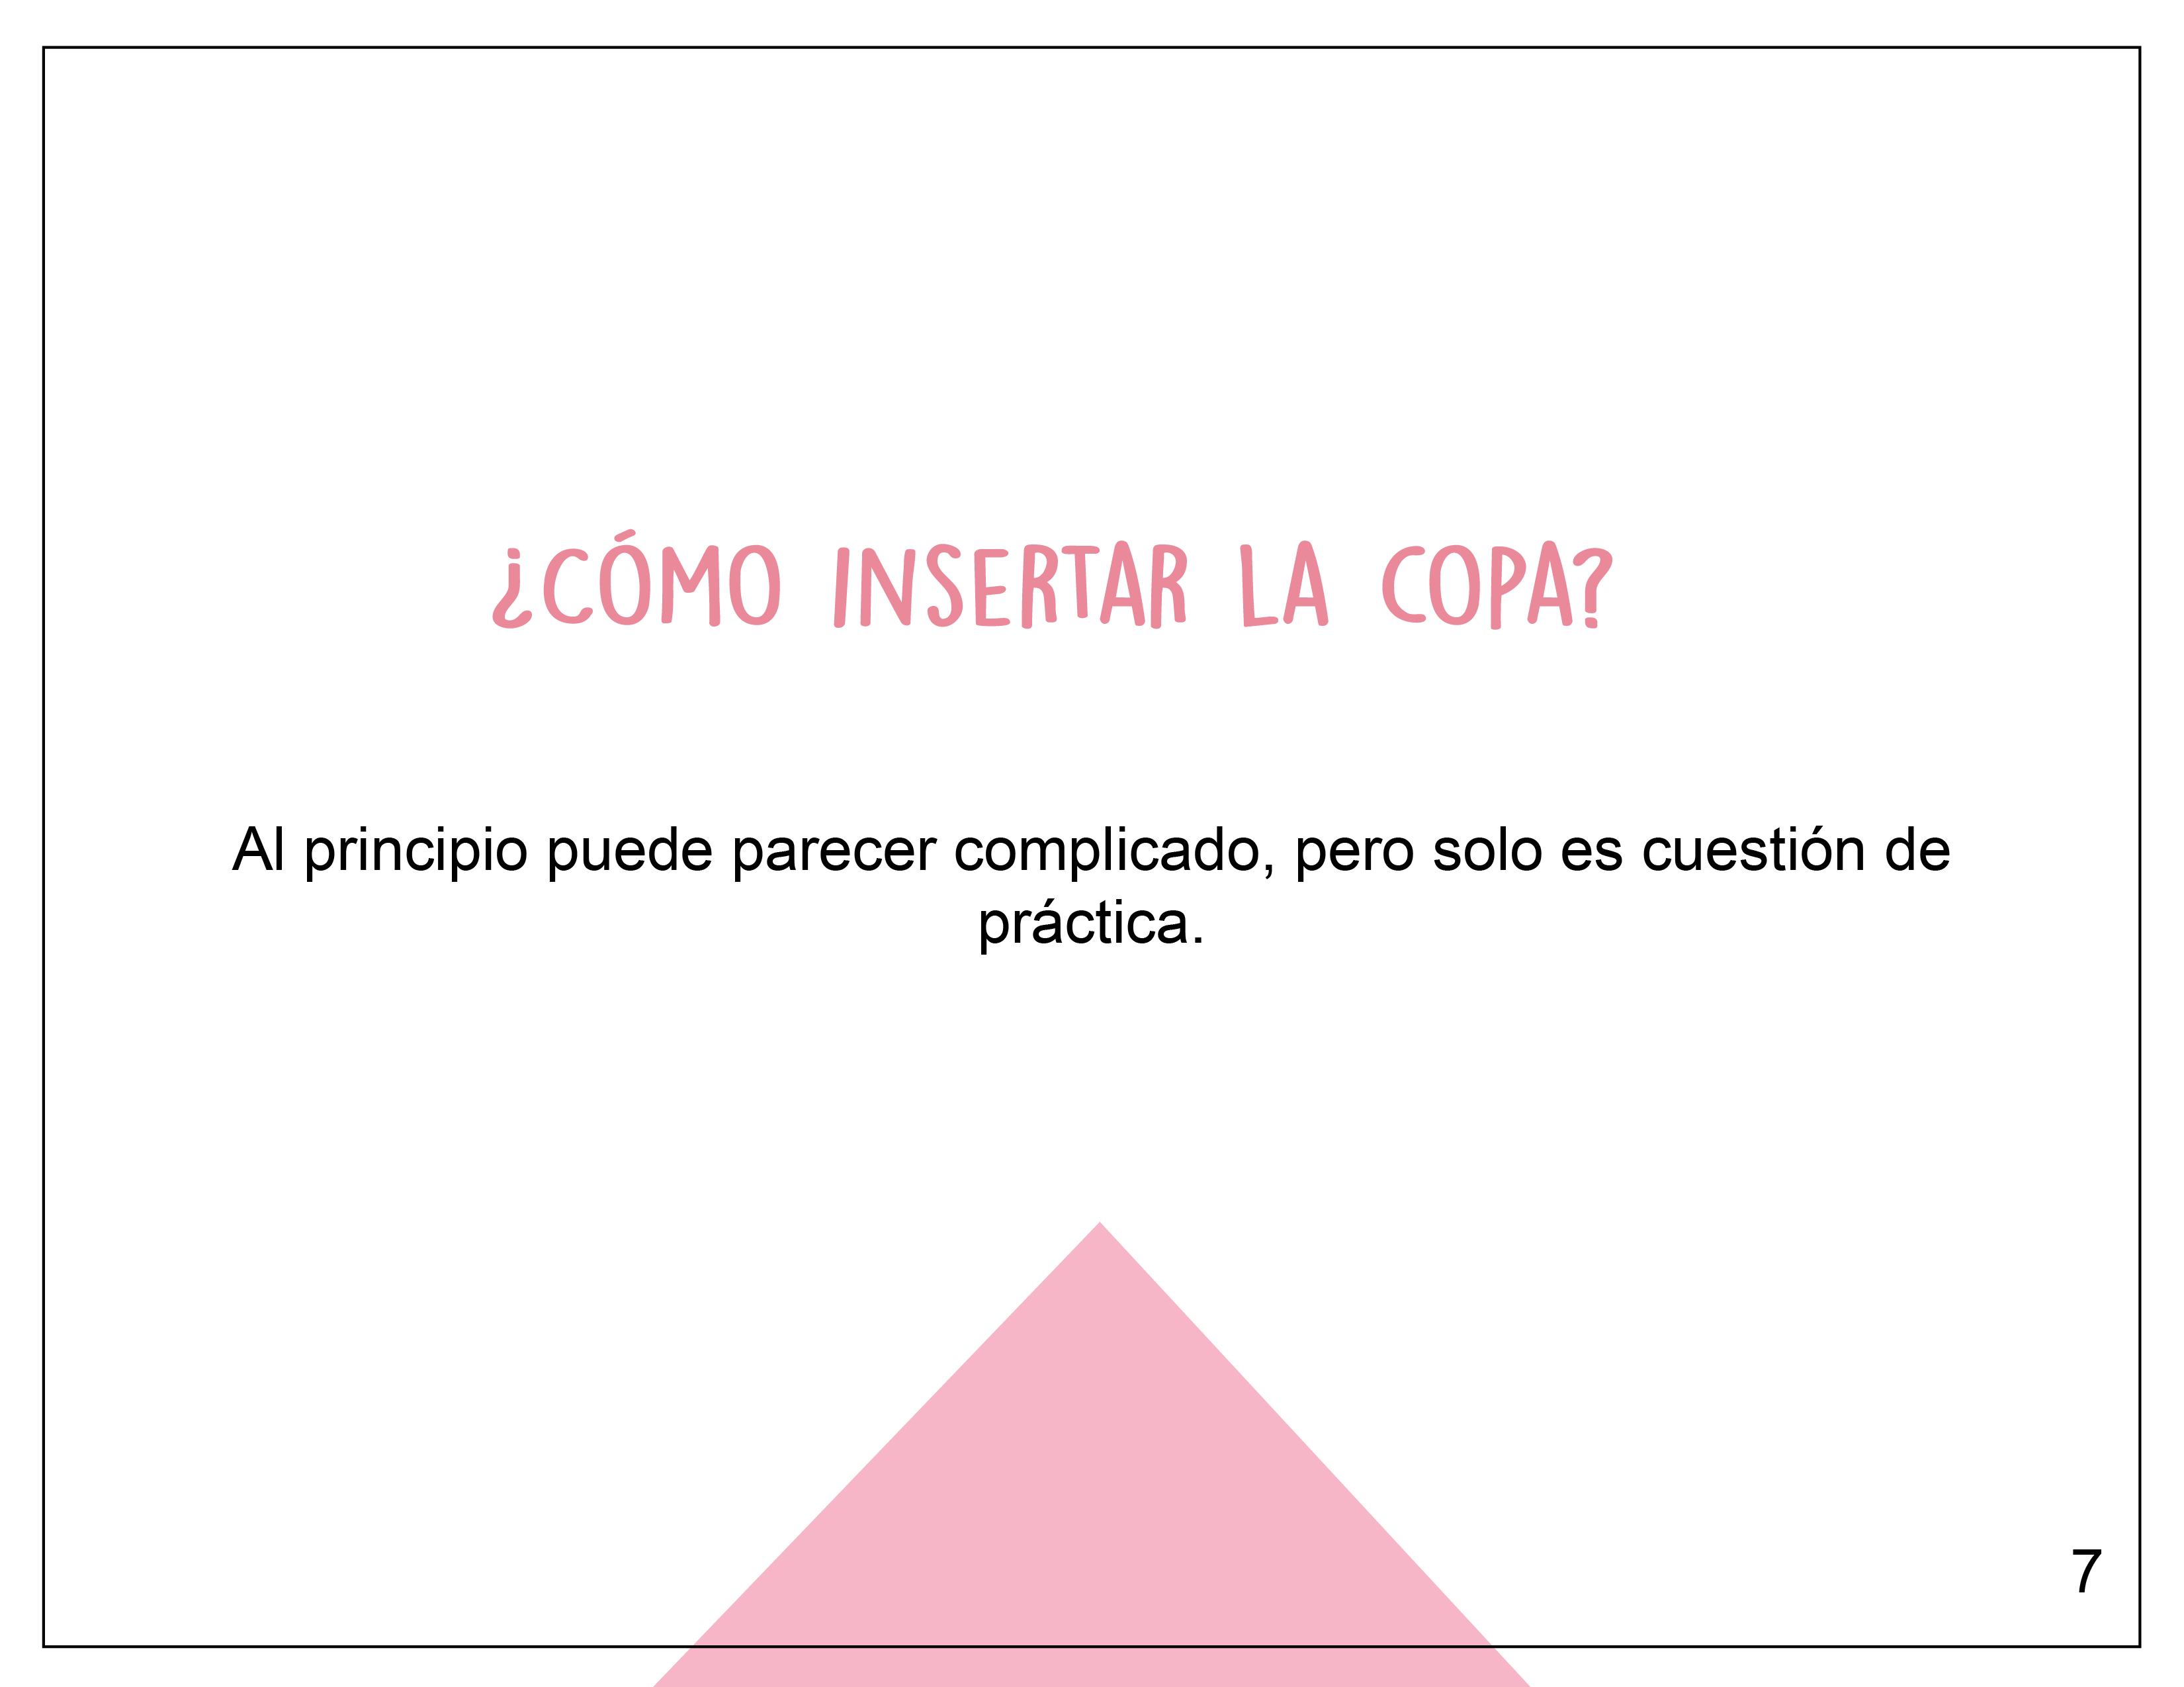 ¿CÓMO INSERTAR LA COPA?
Al principio puede parecer complicado, pero solo es cuestión de
práctica.
7